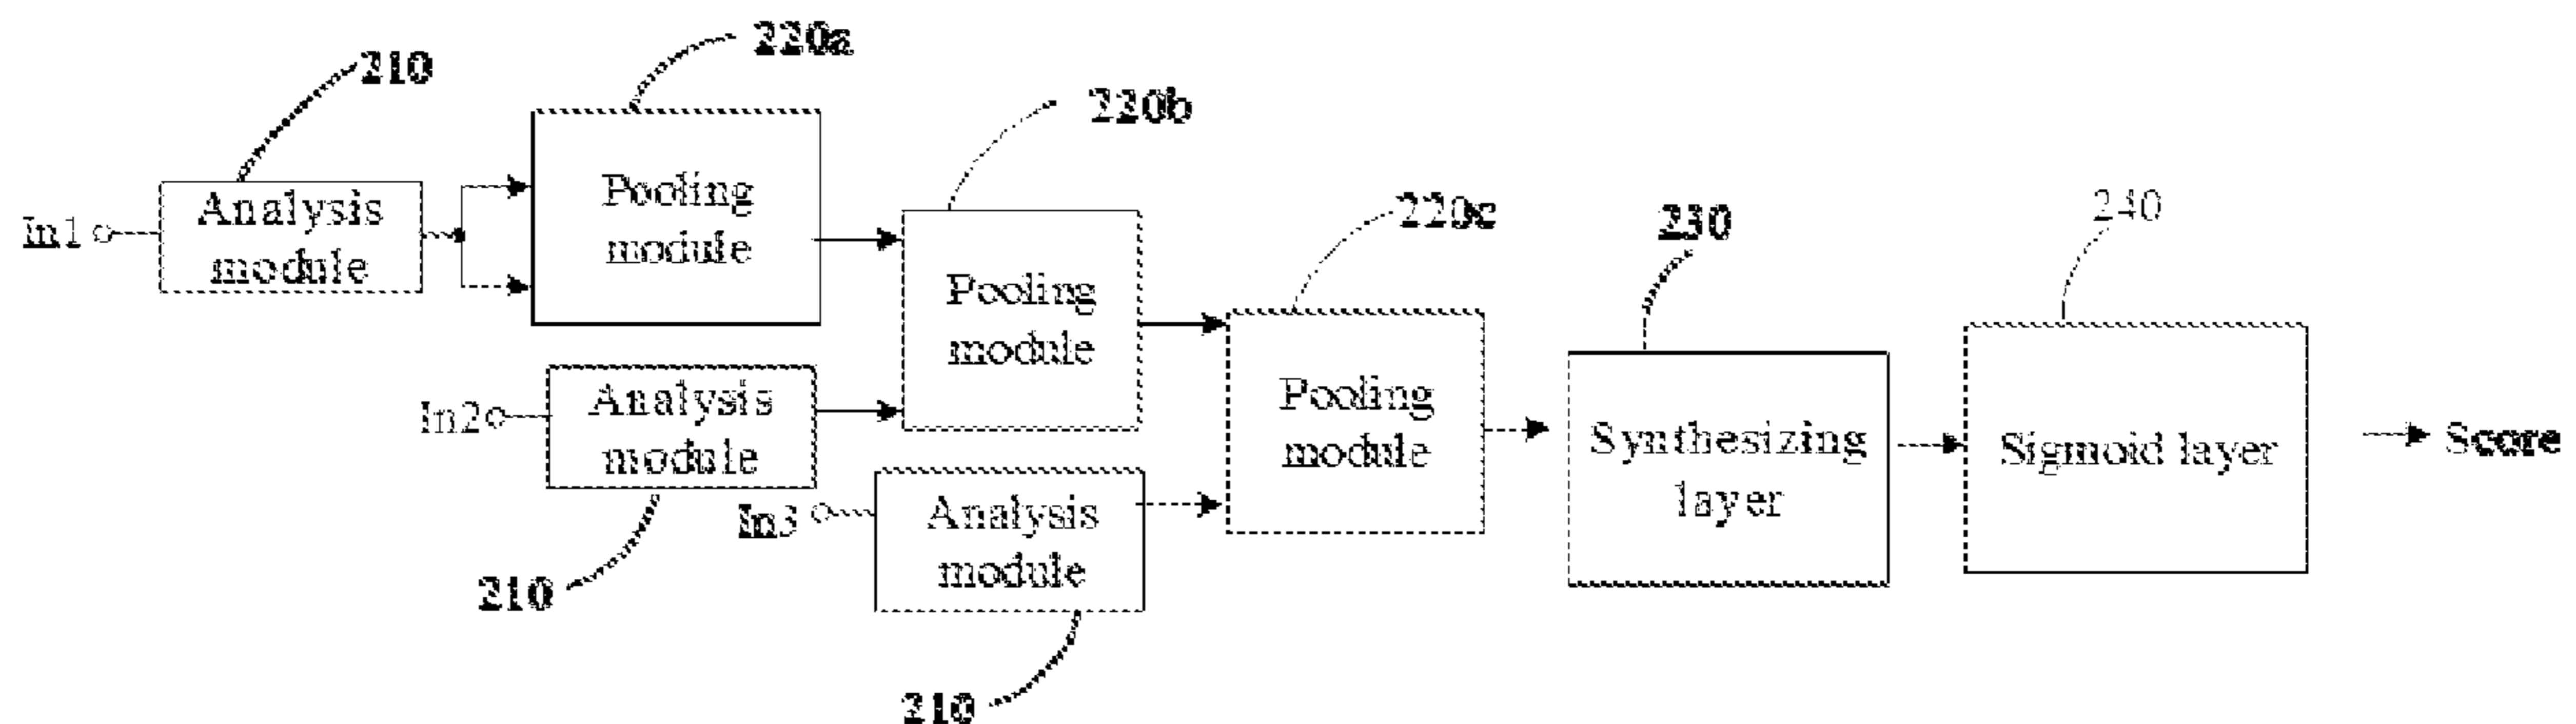 220a
210
220b
Pooling
module
Analysis
module
In1
220c
230
240
Pooling
module
Analysis
module
In2
Pooling
module
Synthesizing
layer
Sigmoid layer
Score
In3
Analysis
module
210
210